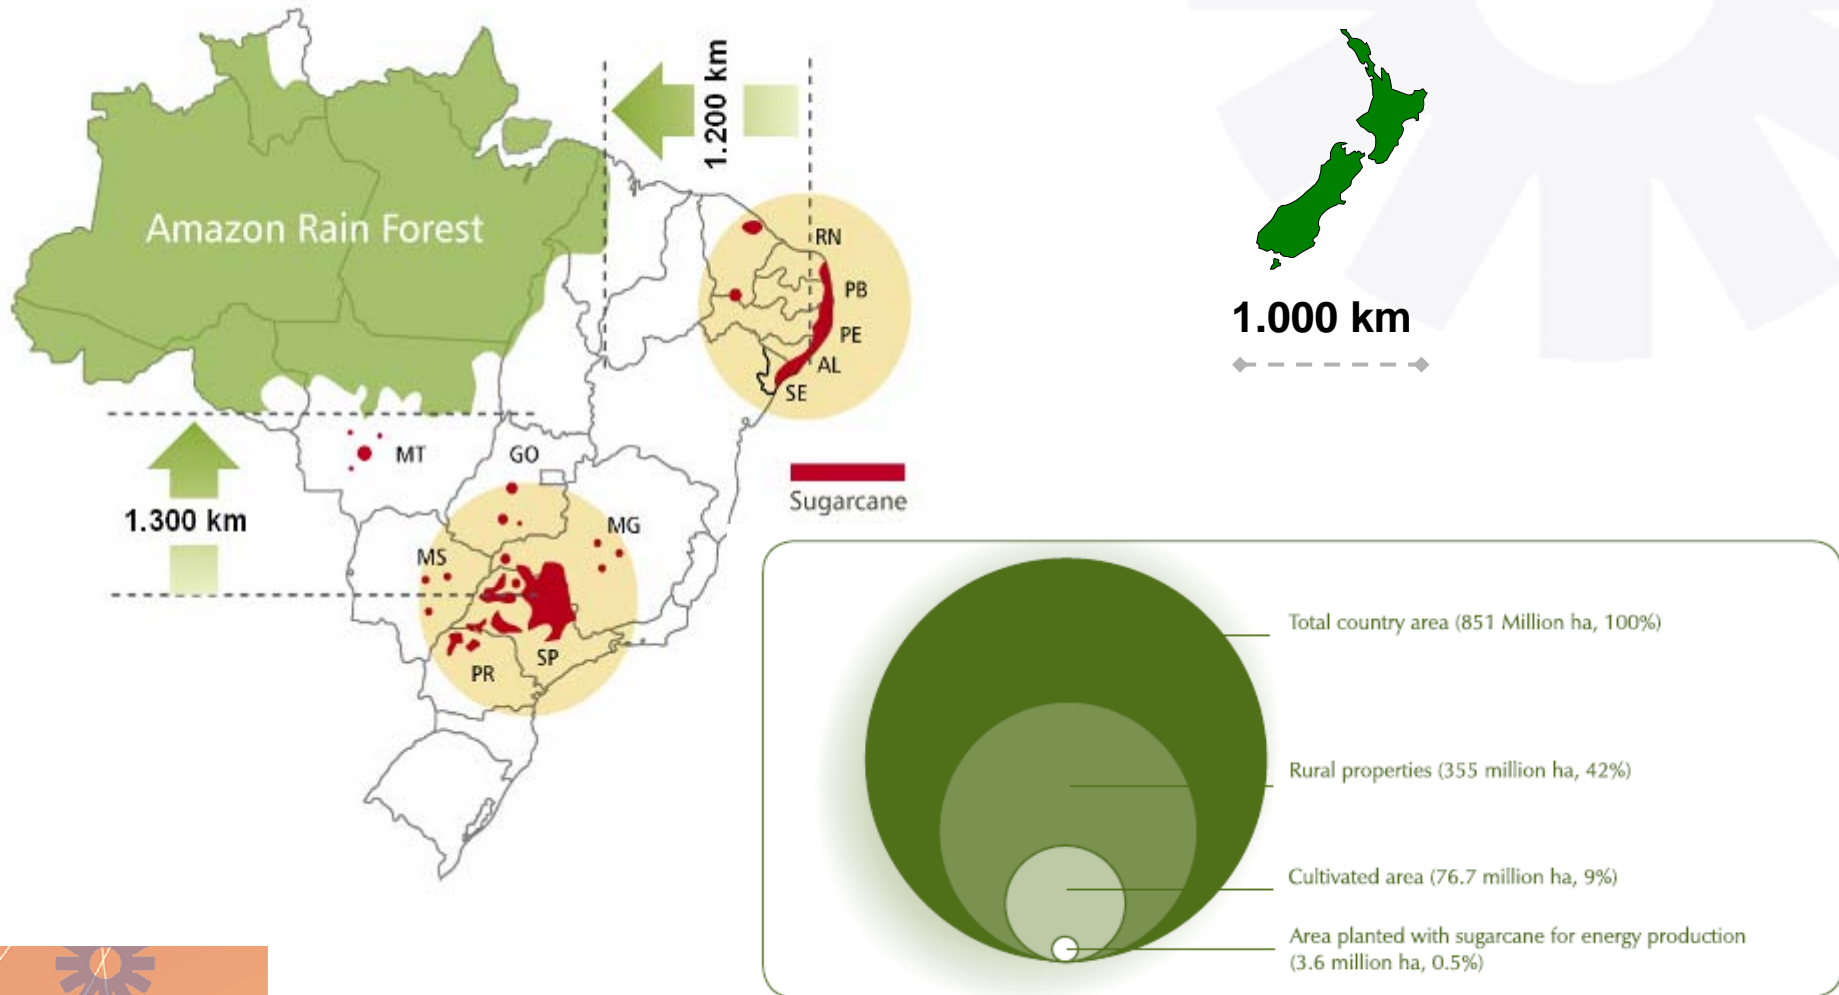 1.200 km
Amazon Rain Forest
RN
PB
PE
AL
SE
1.000 km
MT
GO
Sugarcane
1.300 km
MG
MS
SP
PR
Total country area (851 Million ha, 100%)
Rural properties (355 million ha, 42%)
Cultivated area (76.7 million ha, 9%)
Area planted with sugarcane for energy production
(3.6 million ha, 0.5%)